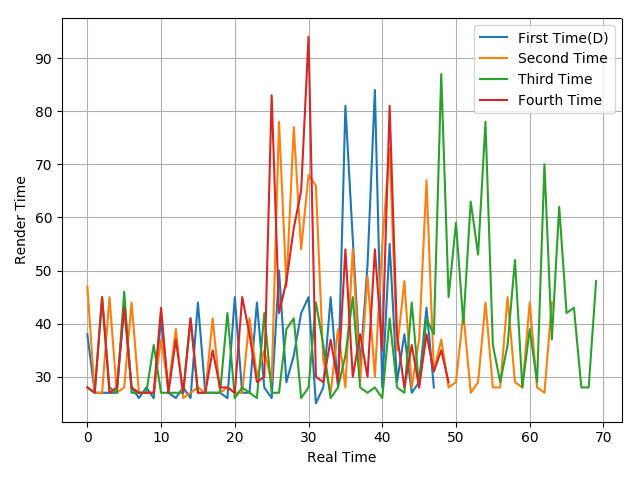 First Time(D)
Second Time
Third Time
Fourth Time
90
80
70
60
50
40
30
Render Time
0 10 20 30 40 50 60 70
Real Time